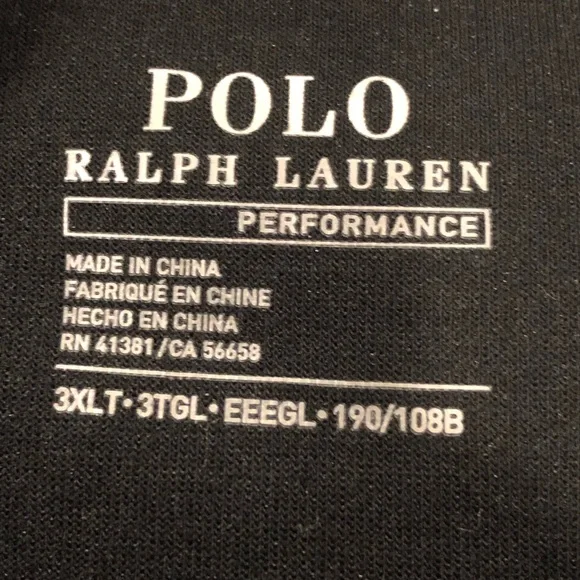 POLO
RALPH LAUREN
PERFORMANCE
MADE IN CHINA
FABRIQUÉ EN CHINE
HECHO EN CHINA
RN 41381/CA 56658
3XLT•3TGL•EEEGL•190/108B